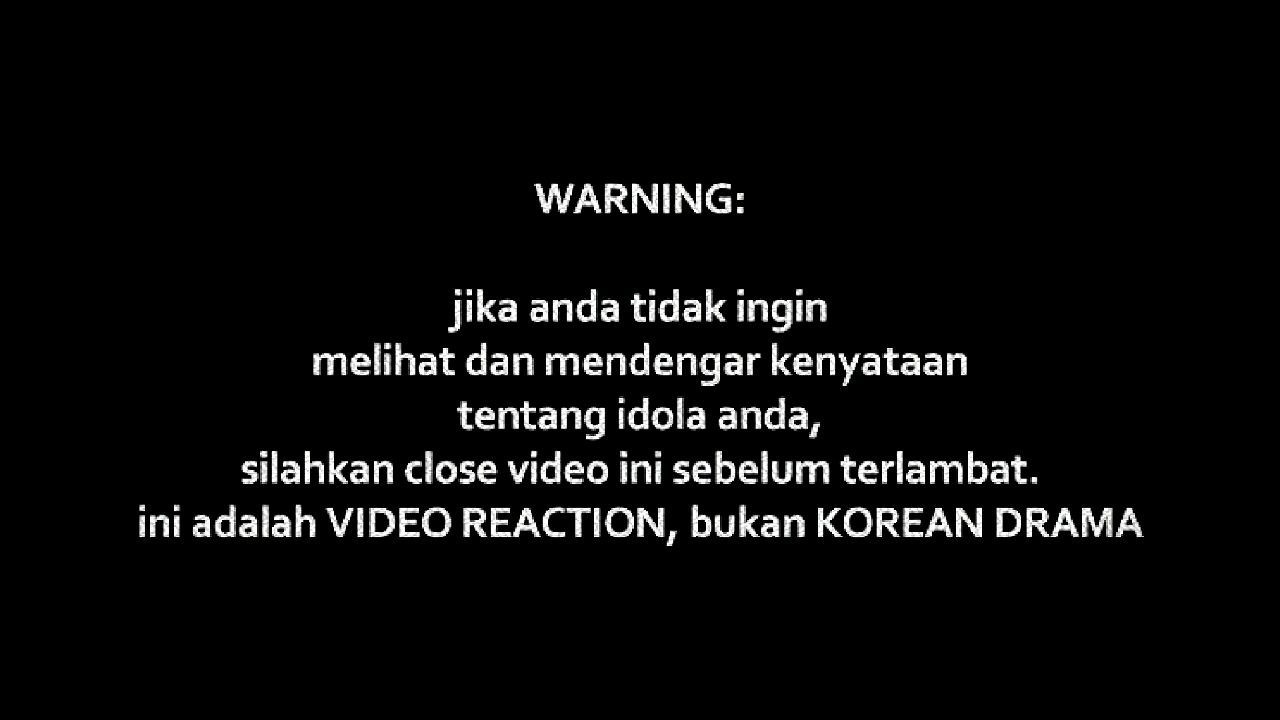 WARNING:
jika anda tidak ingin
melihat dan mendengar kenyataan
tentang idola anda,
silahkan close video ini sebelum terlambat.
ini adalah VIDEO REACTION, bukan KOREAN DRAMA